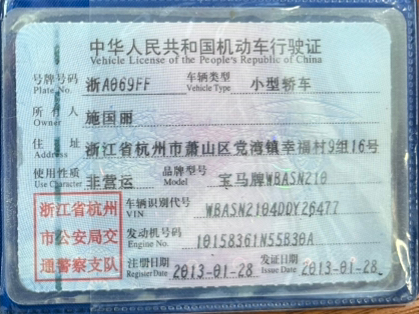 中华人民共和国机动车行驶证
Vehicle License of the People's Republic of China
号牌号码 浙A069FF 车辆类型 小型轿车
Plate No. Vehicle Type
所有人 施国丽
Owner
住址 浙江省杭州市萧山区党湾镇幸福村9组16号
Address
使用性质 非营运 品牌型号 宝马牌WBASN210
Use Character Model
浙江省杭州
市公安局交
通警察支队
车辆识别代号 WBASN2104DDY26477
VIN
发动机号码 10158361N55B30A
Engine No.
注册日期 2013-01-28 发证日期 2013-01-28
Register Date Issue Date